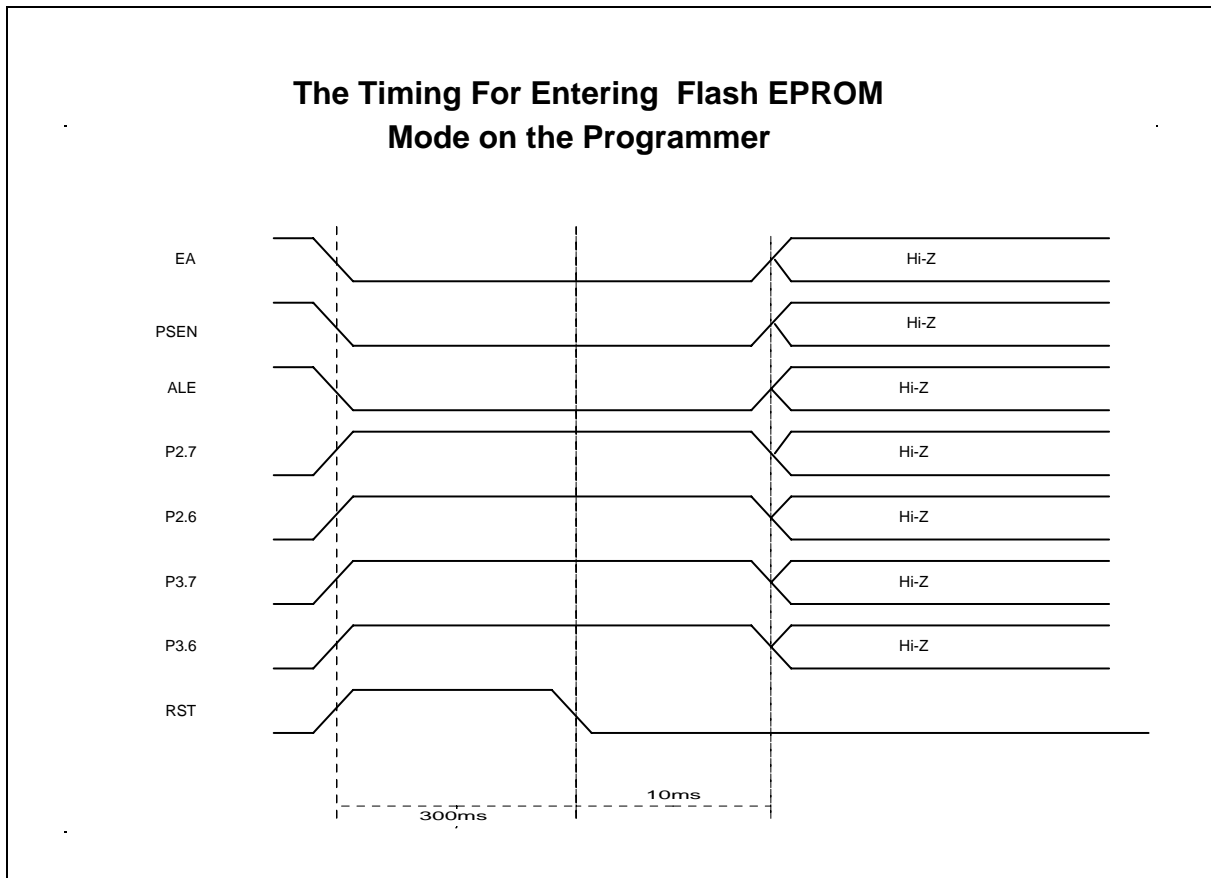 The Timing For Entering Flash EPROM
Mode on the Programmer
EA
Hi-Z
PSEN
Hi-Z
ALE
Hi-Z
P2.7
Hi-Z
P2.6
Hi-Z
P3.7
Hi-Z
P3.6
Hi-Z
RST
10ms
300ms